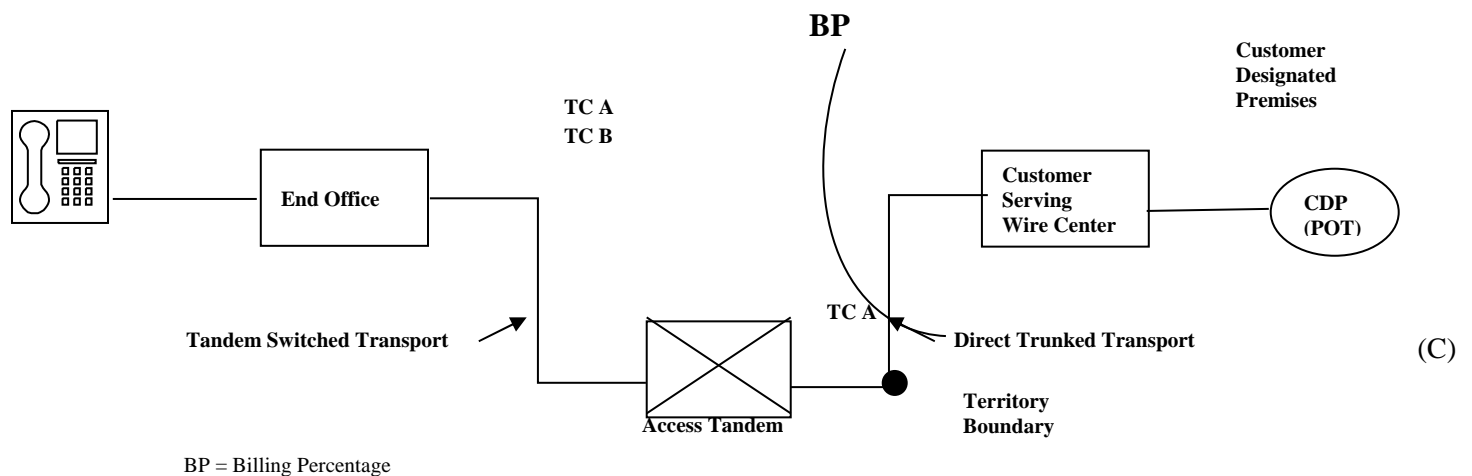 BP
Customer
Designated
Premises
TC A
TC B
End Office
Customer
Serving
Wire Center
CDP
(POT)
TC A
Tandem Switched Transport
Direct Trunked Transport
(C)
Access Tandem
Territory
Boundary
BP = Billing Percentage